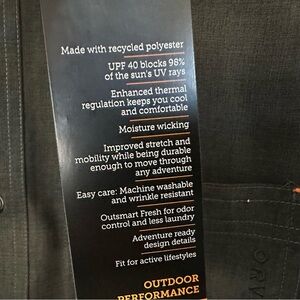 Made with recycled polyester
UPF 40 blocks 98%
of the sun's UV rays
Enhanced thermal
regulation keeps you cool
and comfortable
Moisture wicking
Improved stretch and
mobility while being durable
enough to move through
any adventure
Easy care: Machine washable
and wrinkle resistant
Outsmart Fresh for odor
control and less laundry
Adventure ready
design details
Fit for active lifestyles
OUTDOOR
PERFORMANCE